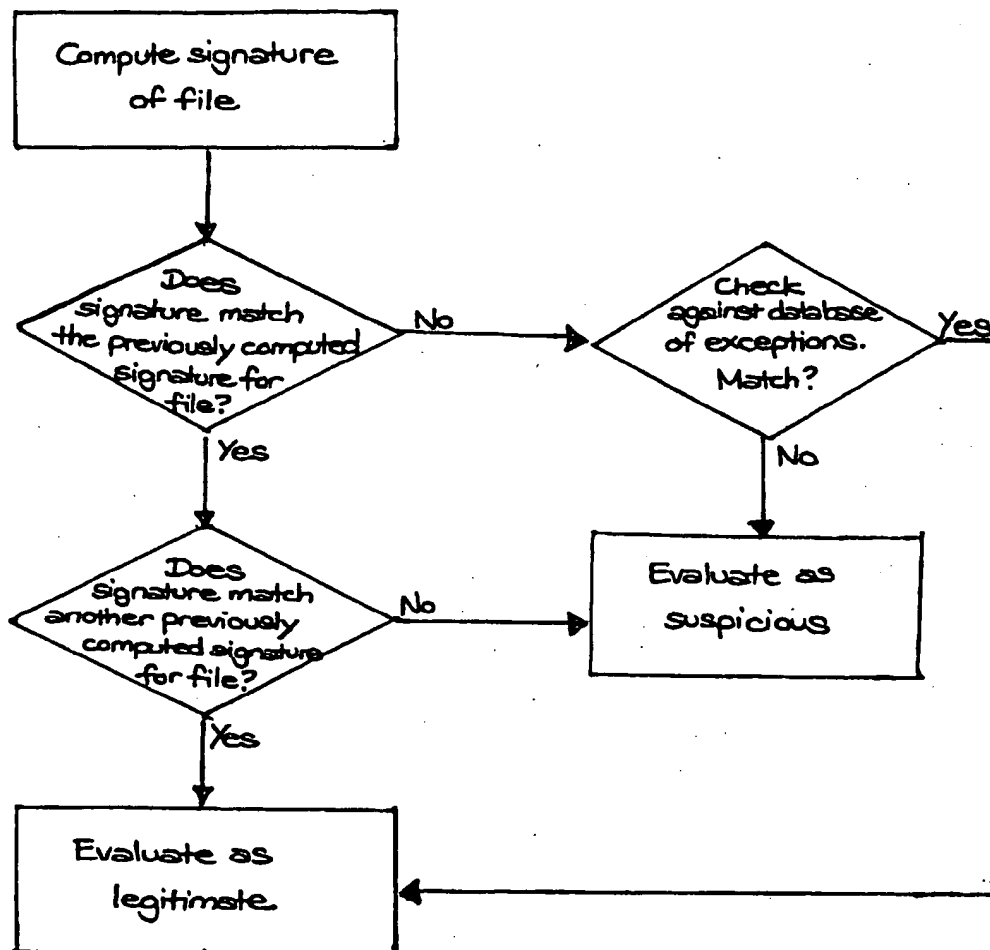 Compute signature
of file
Does
signature match
the previously computed
signature for
file?
No
Check
against database
of exceptions.
Match?
Yes
Yes
No
Does
signature match
another previously
computed signature
for file?
No
Evaluate as
suspicious
Yes
Evaluate as
legitimate.